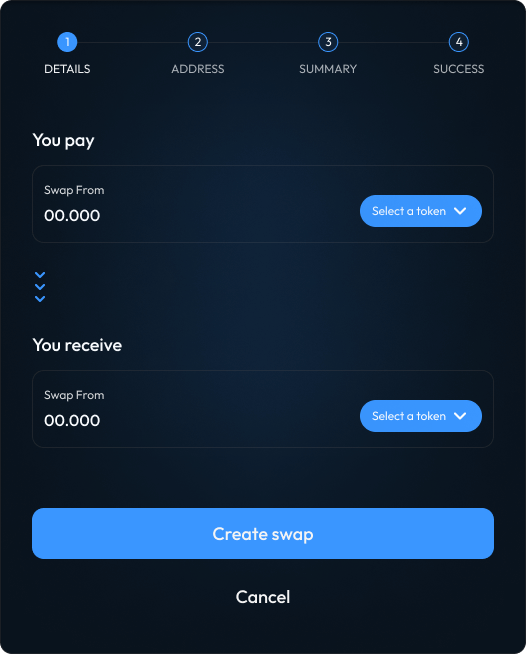 1 2 3 4
DETAILS ADDRESS SUMMARY SUCCESS
You pay
Swap From
00.000
Select a token
You receive
Swap From
00.000
Select a token
Create swap
Cancel